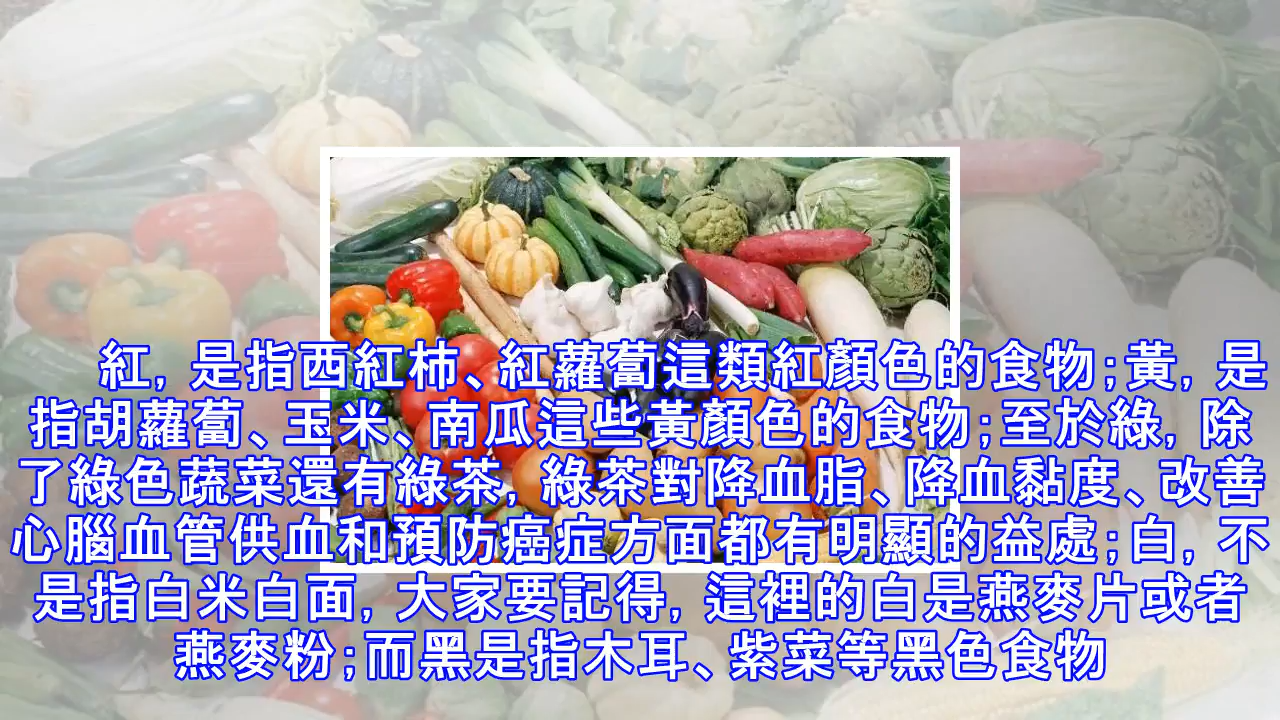 紅,是指西紅柿、紅蘿蔔這類紅顏色的食物;黃,是
指胡蘿蔔、玉米、南瓜這些黃顏色的食物;至於綠,除
了綠色蔬菜還有綠茶,綠茶對降血脂、降血黏度、改善
心腦血管供血和預防癌症方面都有明顯的益處;白,不
是指白米白面,大家要記得,這裡的白是燕麥片或者
燕麥粉;而黑是指木耳、紫菜等黑色食物